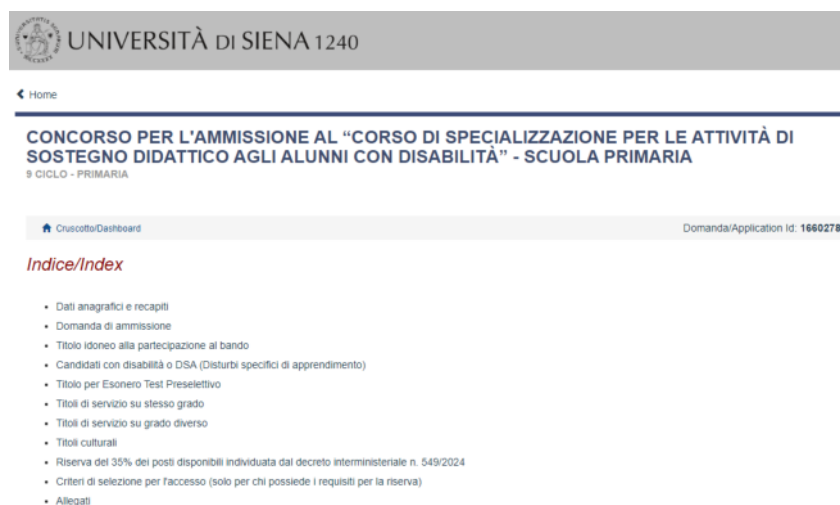 UNIVERSITÀ DI SIENA 1240
Home
CONCORSO PER L'AMMISSIONE AL “CORSO DI SPECIALIZZAZIONE PER LE ATTIVITÀ DI
SOSTEGNO DIDATTICO AGLI ALUNNI CON DISABILITÀ” - SCUOLA PRIMARIA
9 CICLO - PRIMARIA
Cruscotto/Dashboard Domanda/Application Id: 1660278
Indice/Index
• Dati anagrafici e recapiti
• Domanda di ammissione
• Titolo idoneo alla partecipazione al bando
• Candidati con disabilità o DSA (Disturbi specifici di apprendimento)
• Titolo per Esonero Test Preselettivo
• Titoli di servizio su stesso grado
• Titoli di servizio su grado diverso
• Titoli culturali
• Riserva del 35% dei posti disponibili individuata dal decreto interministeriale n. 549/2024
• Criteri di selezione per l'accesso (solo per chi possiede i requisiti per la riserva)
• Allegati